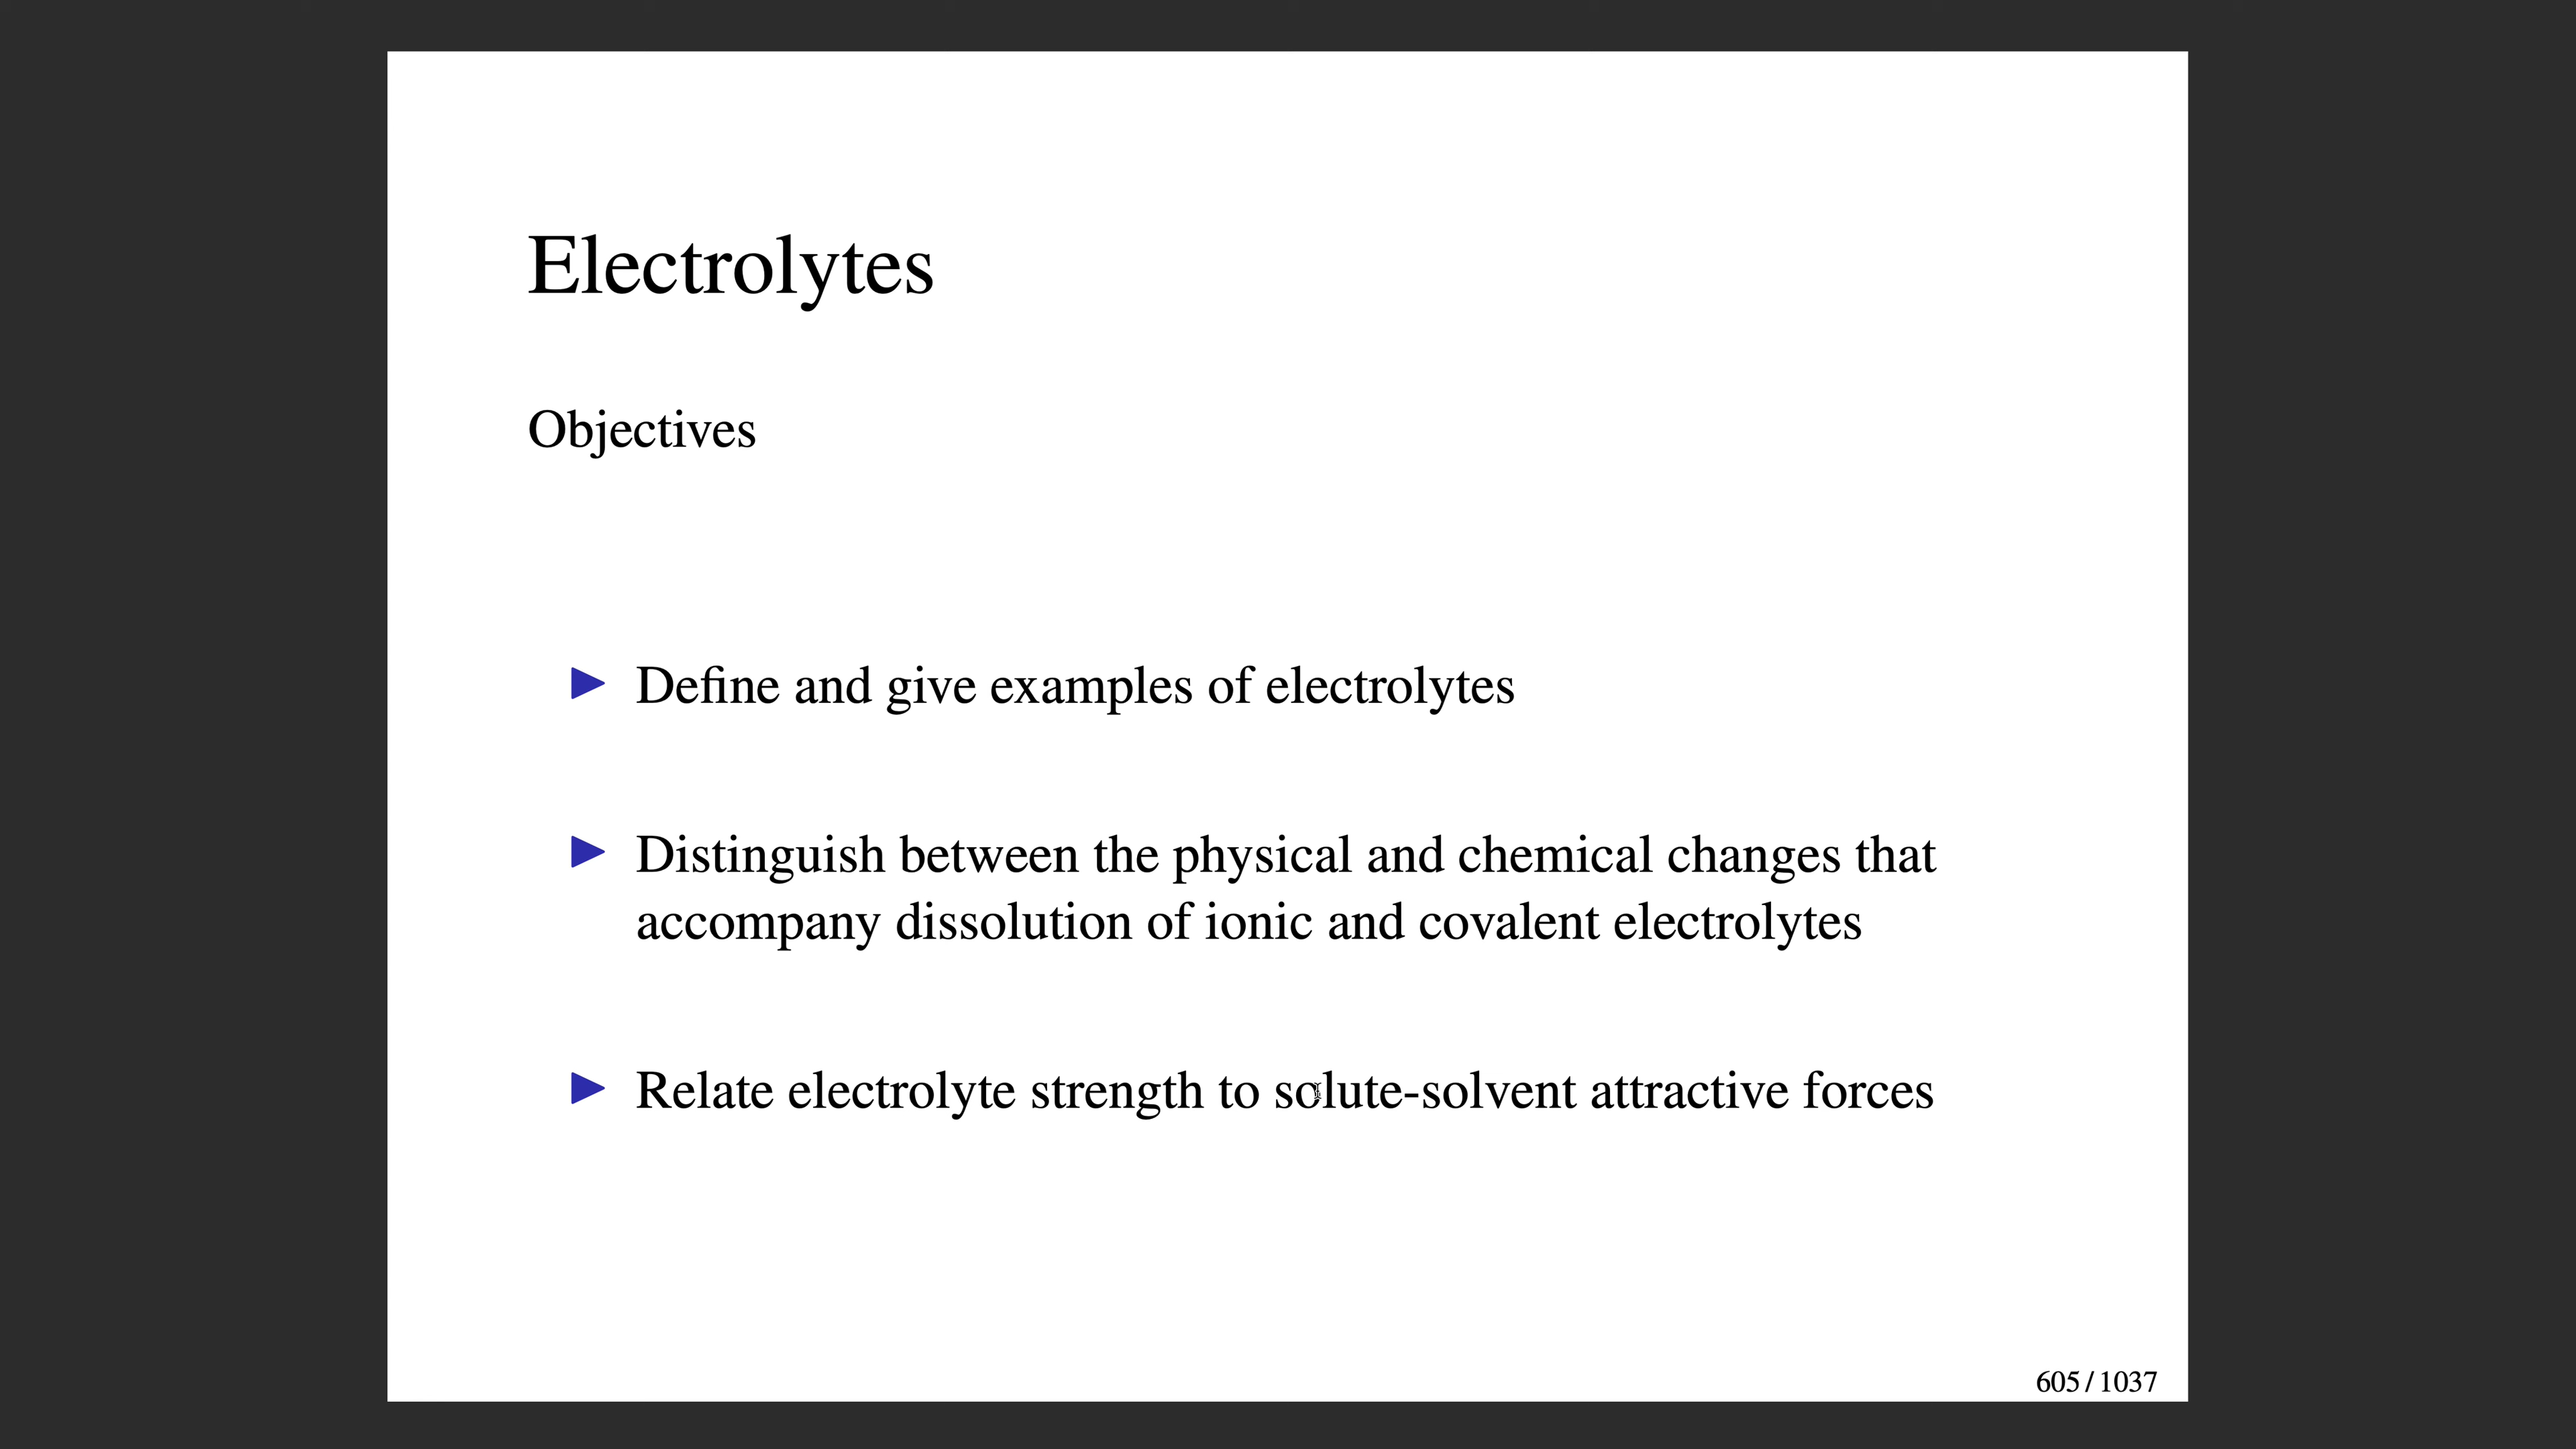 Electrolytes
Objectives
Define and give examples of electrolytes
Distinguish between the physical and chemical changes that
accompany dissolution of ionic and covalent electrolytes
Relate electrolyte strength to solute-solvent attractive forces
605 / 1037